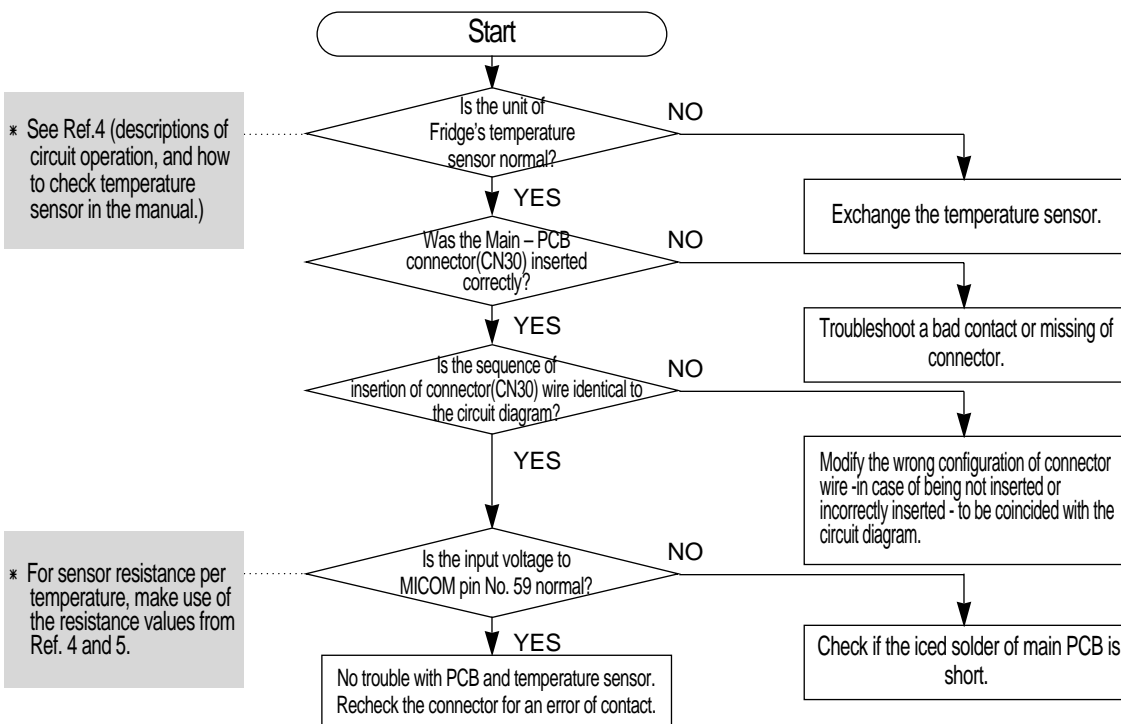 Start
Is the unit of
Fridge's temperature
sensor normal?
NO
* See Ref.4 (descriptions of
circuit operation, and how
to check temperature
sensor in the manual.)
YES
Exchange the temperature sensor.
Was the Main – PCB
connector(CN30) inserted
correctly?
NO
YES
Troubleshoot a bad contact or missing of
connector.
Is the sequence of
insertion of connector(CN30) wire identical to
the circuit diagram?
NO
YES
Modify the wrong configuration of connector
wire -in case of being not inserted or
incorrectly inserted - to be coincided with the
circuit diagram.
Is the input voltage to
MICOM pin No. 59 normal?
NO
* For sensor resistance per
temperature, make use of
the resistance values from
Ref. 4 and 5.
YES
Check if the iced solder of main PCB is
short.
No trouble with PCB and temperature sensor.
Recheck the connector for an error of contact.